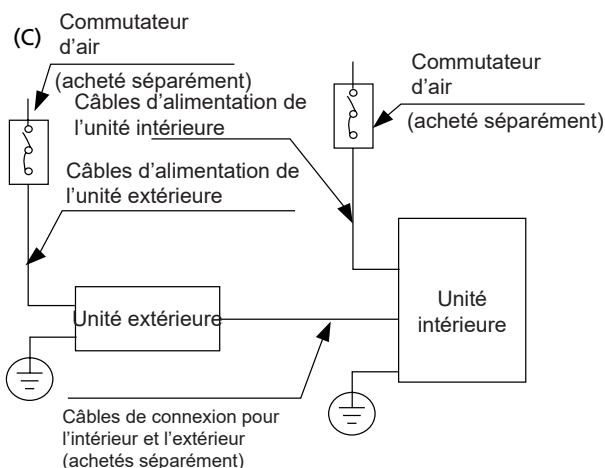 (C)
Commutateur
d’air
(acheté séparément)
Câbles d’alimentation de
l’unité intérieure
Câbles d’alimentation de
l’unité extérieure
Commutateur
d’air
(acheté séparément)
Unité extérieure
Unité
intérieure
Câbles de connexion pour
l’intérieur et l’extérieur
(achetés séparément)